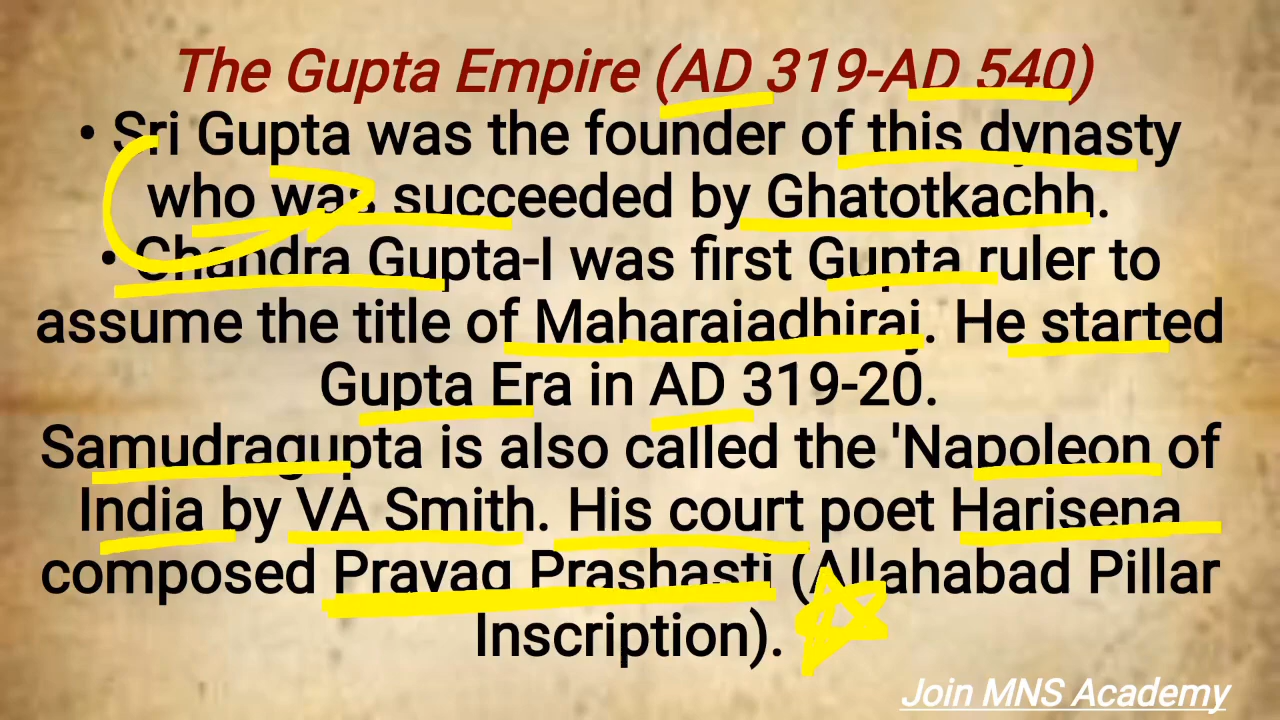 The Gupta Empire (AD 319-AD 540)
• Sri Gupta was the founder of this dynasty
who was succeeded by Ghatotkachh.
• Chandra Gupta-I was first Gupta ruler to
assume the title of Maharajadhiraj. He started
Gupta Era in AD 319-20.
Samudragupta is also called the 'Napoleon of
India by VA Smith. His court poet Harisena
composed Prayag Prashasti (Allahabad Pillar
Inscription).
Join MNS Academy